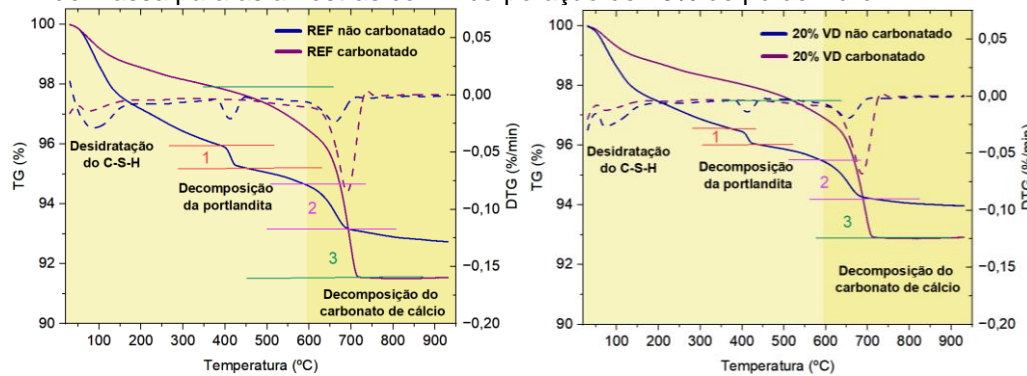 REF não carbonatado
REF carbonatado
TG (%)
100
98
96
94
92
90
0,05
0,00
−0,05
−0,10
−0,15
−0,20
DTG (%/min)
Desidratação
do C-S-H
1
Decomposição
da portlandita
2
3
Decomposição do
carbonato de cálcio
100 200 300 400 500 600 700 800 900
Temperatura (ºC)
20% VD não carbonatado
20% VD carbonatado
TG (%)
100
98
96
94
92
90
0,05
0,00
−0,05
−0,10
−0,15
−0,20
DTG (%/min)
Desidratação
do C-S-H
1
Decomposição
da portlandita
2
3
Decomposição do
carbonato de cálcio
100 200 300 400 500 600 700 800 900
Temperatura (ºC)